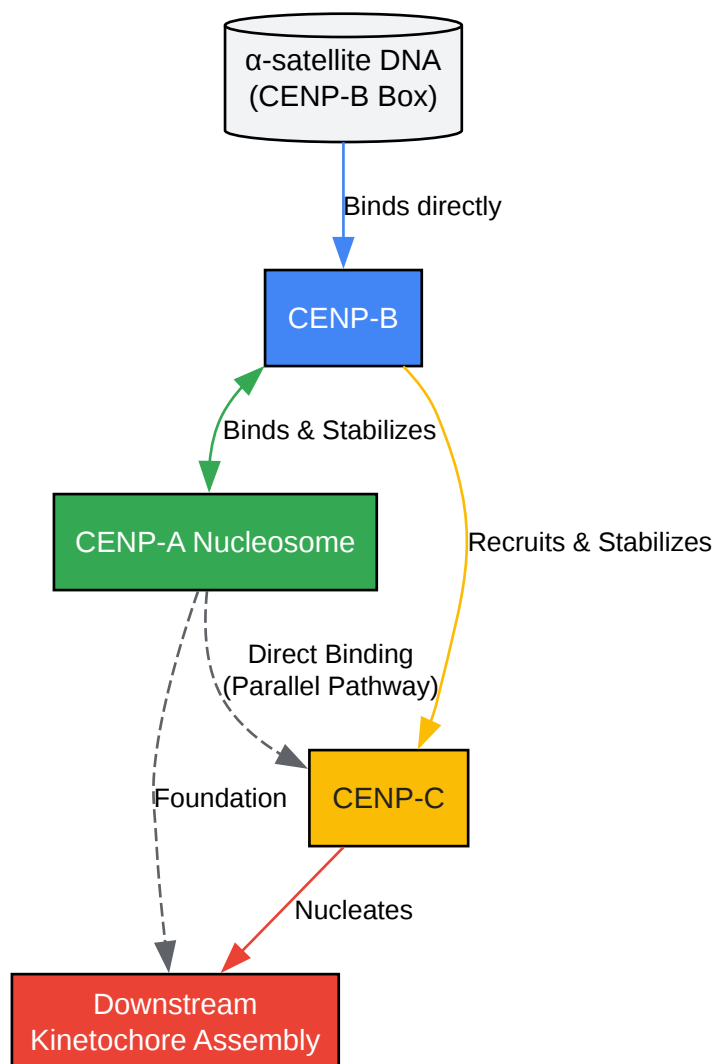 α-satellite DNA
(CENP-B Box)
Binds directly
CENP-B
Binds & Stabilizes
CENP-A Nucleosome
Recruits & Stabilizes
Direct Binding
(Parallel Pathway)
Foundation
CENP-C
Nucleates
Downstream
Kinetochore Assembly